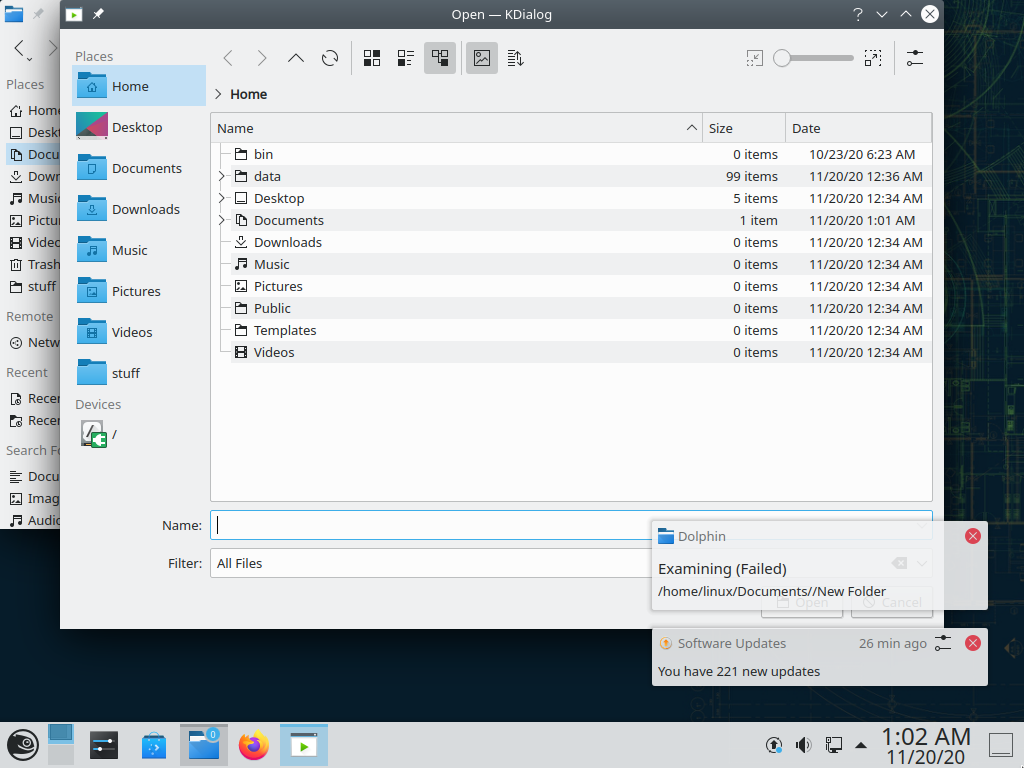 Open — KDialog
Places
Home
Desktop
Documents
Downloads
Music
Pictures
Videos
stuff
Devices
/
Home
Name Size Date
bin 0 items 10/23/20 6:23 AM
data 99 items 11/20/20 12:36 AM
Desktop 5 items 11/20/20 12:34 AM
Documents 1 item 11/20/20 1:01 AM
Downloads 0 items 11/20/20 12:34 AM
Music 0 items 11/20/20 12:34 AM
Pictures 0 items 11/20/20 12:34 AM
Public 0 items 11/20/20 12:34 AM
Templates 0 items 11/20/20 12:34 AM
Videos 0 items 11/20/20 12:34 AM
Name:
Filter: All Files
Open Cancel
Places
Home
Deskt
Docu
Down
Music
Pictu
Video
Trash
stuff
Remote
Netw
Recent
Recen
Recen
Search Fo
Docu
Imag
Audio
Dolphin
Examining (Failed)
/home/linux/Documents//New Folder
Software Updates 26 min ago
You have 221 new updates
0
1:02 AM
11/20/20